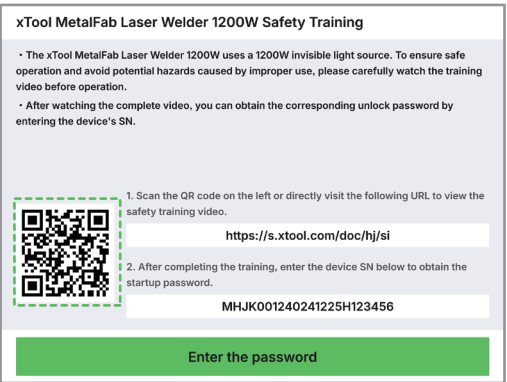 xTool MetalFab Laser Welder 1200W Safety Training
• The xTool MetalFab Laser Welder 1200W uses a 1200W invisible light source. To ensure safe
operation and avoid potential hazards caused by improper use, please carefully watch the training
video before operation.
• After watching the complete video, you can obtain the corresponding unlock password by
entering the device's SN.
1. Scan the QR code on the left or directly visit the following URL to view the
safety training video.
https://s.xtool.com/doc/hj/si
2. After completing the training, enter the device SN below to obtain the
startup password.
MHJK001240241225H123456
Enter the password